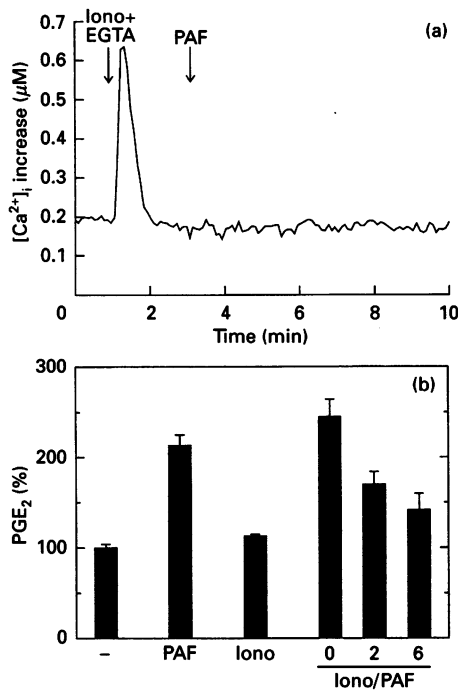 Iono+
EGTA
PAF
(a)
[Ca²⁺]ᵢ increase (μM)
0.7
0.6
0.5
0.4
0.3
0.2
0.1
0 2 4 6 8 10
Time (min)
(b)
PGE₂ (%)
300
200
100
0
– PAF Iono 0 2 6
Iono/PAF